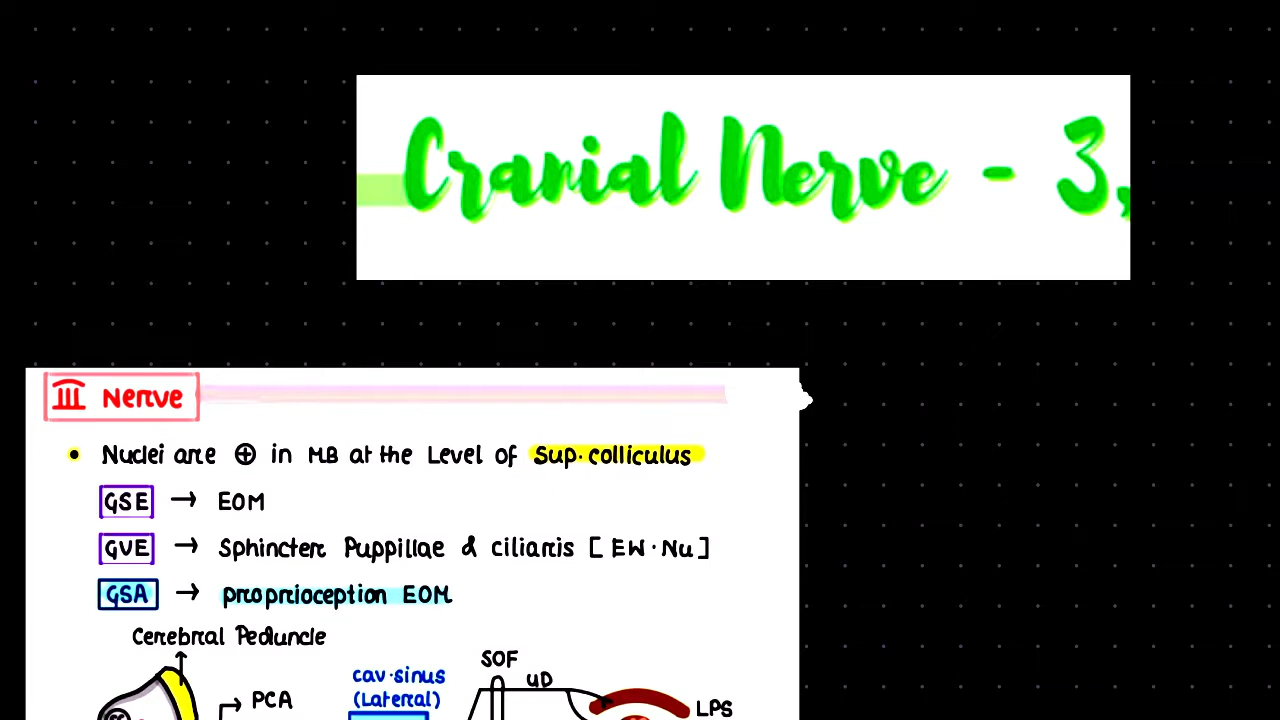 Cranial Nerve - 3,
III Nerve
• Nuclei are ⊕ in MB at the Level of Sup. colliculus
GSE → EOM
GVE → Sphincter Puppillae & ciliaris [ EW. Nu ]
GSA → proprioception EOM
Cerebral Peduncle
SOF
cav. sinus
UD
(Lateral)
PCA
LPS